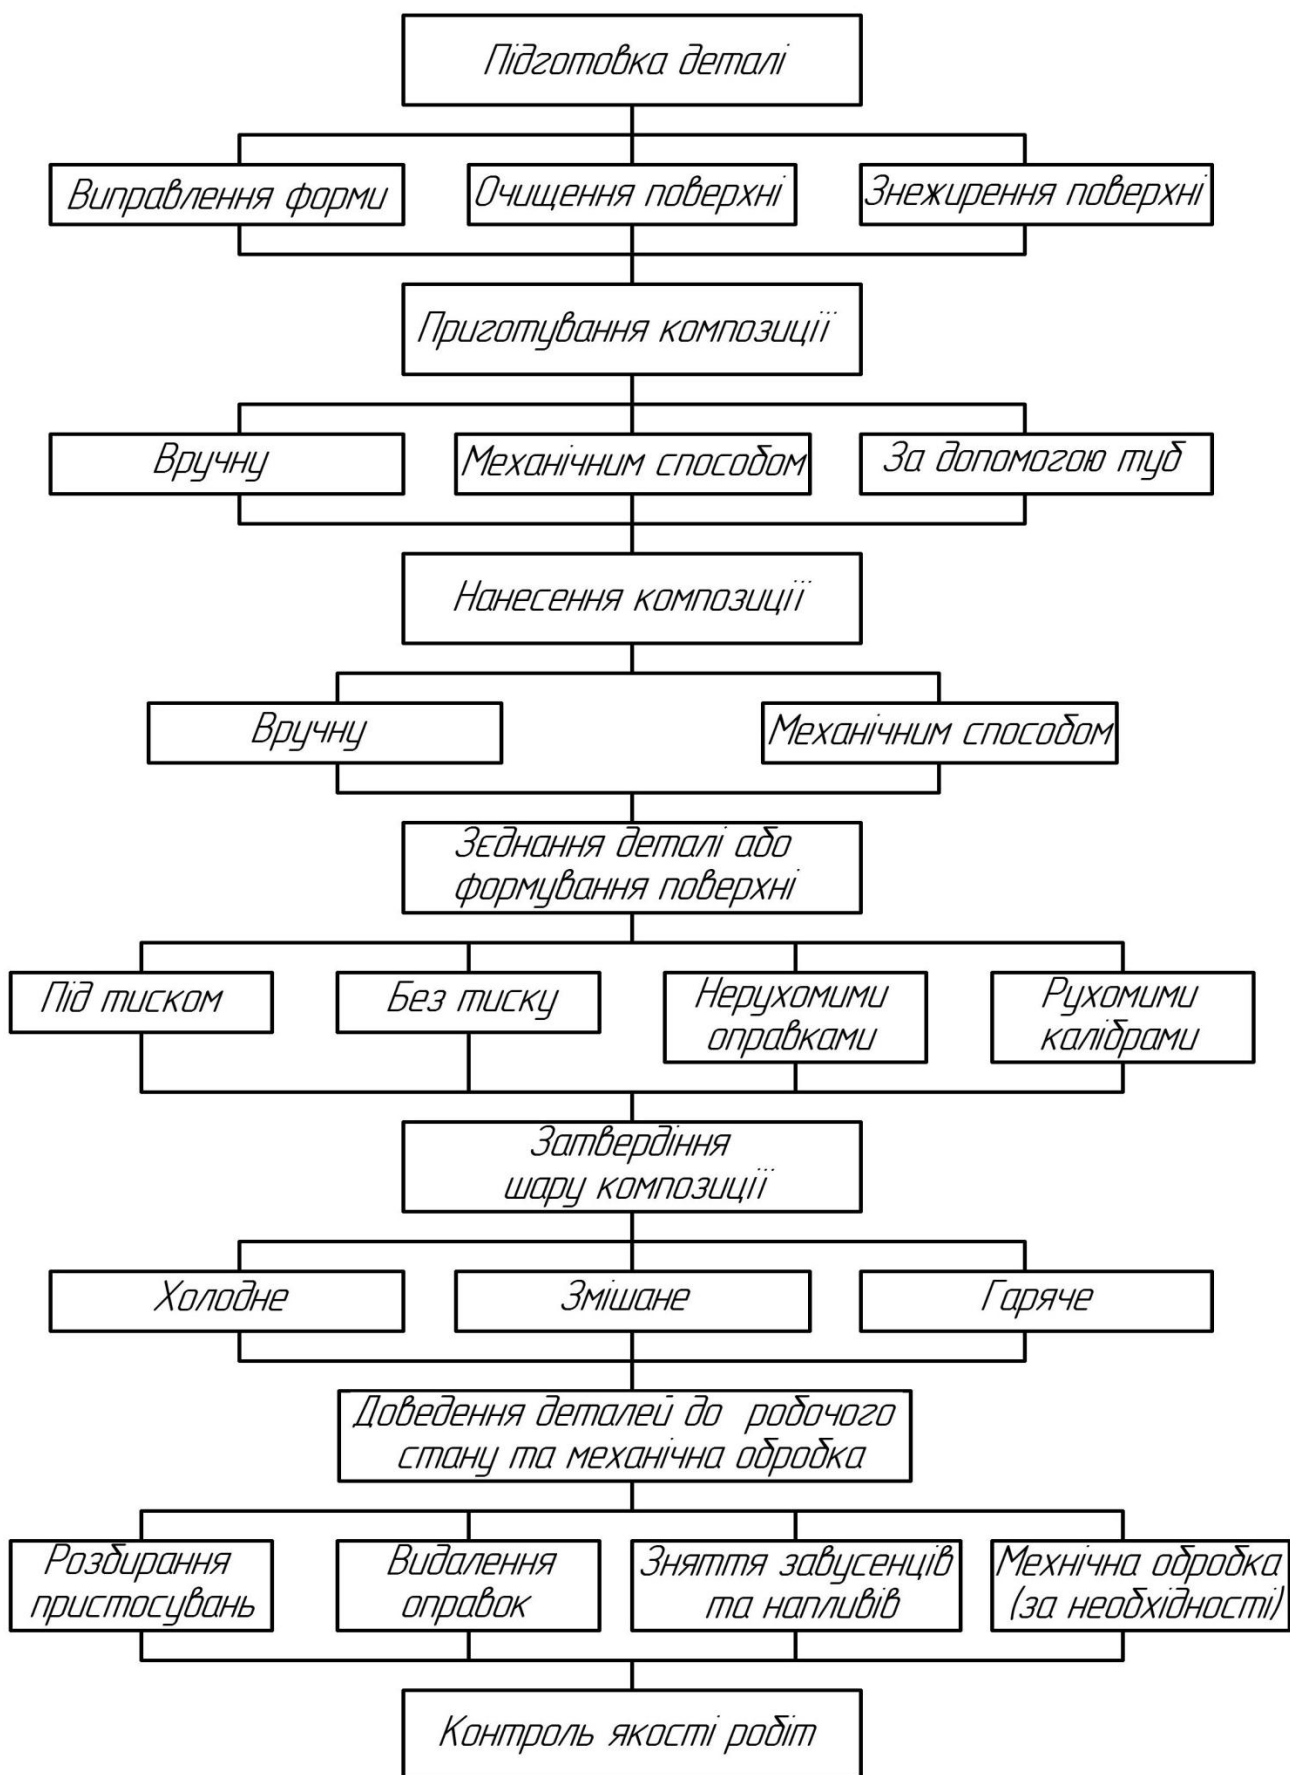 Підготовка деталі
Виправлення форми
Очищення поверхні
Знежирення поверхні
Приготування композиції
Вручну
Механічним способом
За допомогою туб
Нанесення композиції
Вручну
Механічним способом
Зєднання деталі або
формування поверхні
Під тиском
Без тиску
Нерухомими
оправками
Рухомими
калібрами
Затвердіння
шару композиції
Холодне
Змішане
Гаряче
Доведення деталей до робочого
стану та механічна обробка
Розбирання
пристосувань
Видалення
оправок
Зняття завусенців
та напливів
Мехнічна обробка
(за необхідності)
Контроль якості робіт